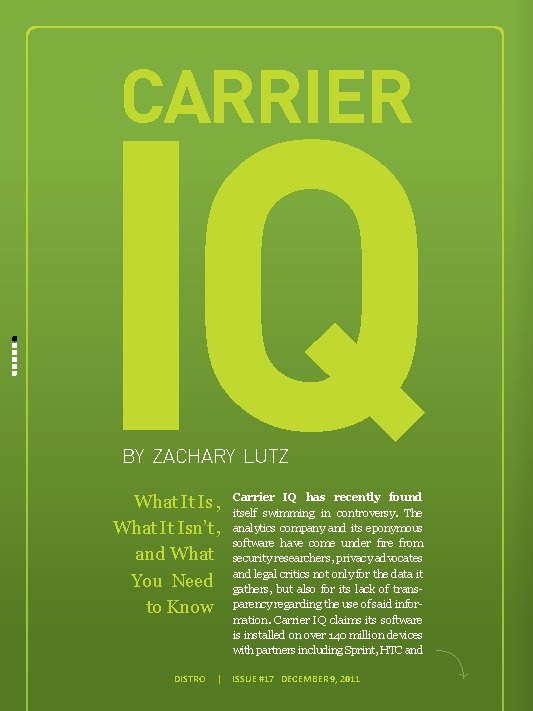 CARRIER
IQ
BY ZACHARY LUTZ
What It Is,
What It Isn't,
and What
You Need
to Know
Carrier IQ has recently found
itself swimming in controversy. The
analytics company and its eponymous
software have come under fire from
security researchers, privacy advocates
and legal critics not only for the data it
gathers, but also for its lack of trans-
parency regarding the use of said infor-
mation. Carrier IQ claims its software
is installed on over 140 million devices
with partners including Sprint, HTC and
DISTRO | ISSUE #17 DECEMBER 9, 2011